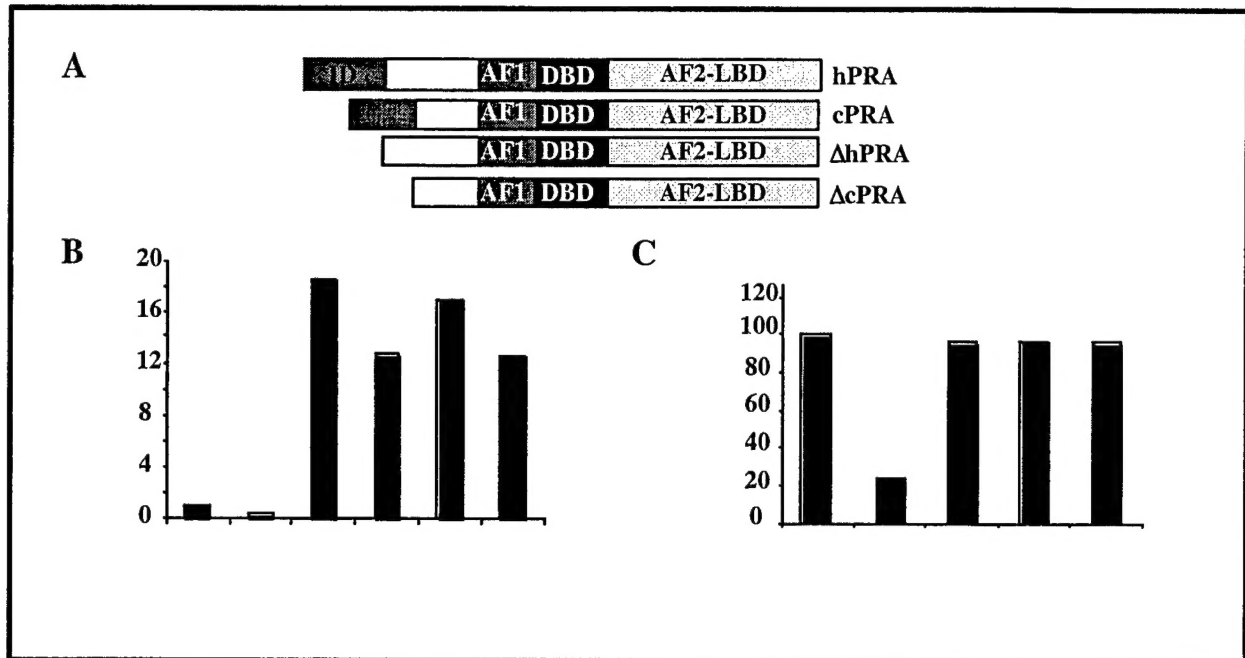 A
ID AF1 DBD AF2-LBD hPRA
AF1 DBD AF2-LBD cPRA
AF1 DBD AF2-LBD ΔhPRA
AF1 DBD AF2-LBD ΔcPRA
B
20
16
12
8
4
0
C
120
100
80
60
40
20
0